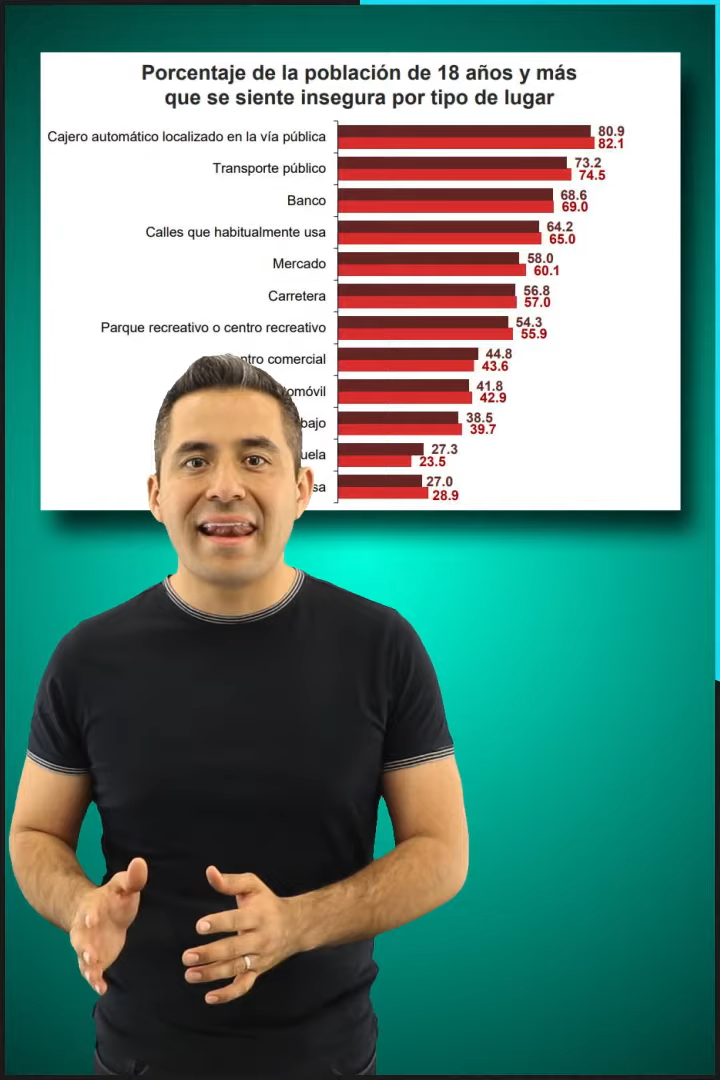 Porcentaje de la población de 18 años y más
que se siente insegura por tipo de lugar
Cajero automático localizado en la vía pública 80.9
82.1
Transporte público 73.2
74.5
Banco 68.6
69.0
Calles que habitualmente usa 64.2
65.0
Mercado 58.0
60.1
Carretera 56.8
57.0
Parque recreativo o centro recreativo 54.3
55.9
comercial 44.8
43.6
41.8
42.9
38.5
39.7
27.3
23.5
27.0
28.9